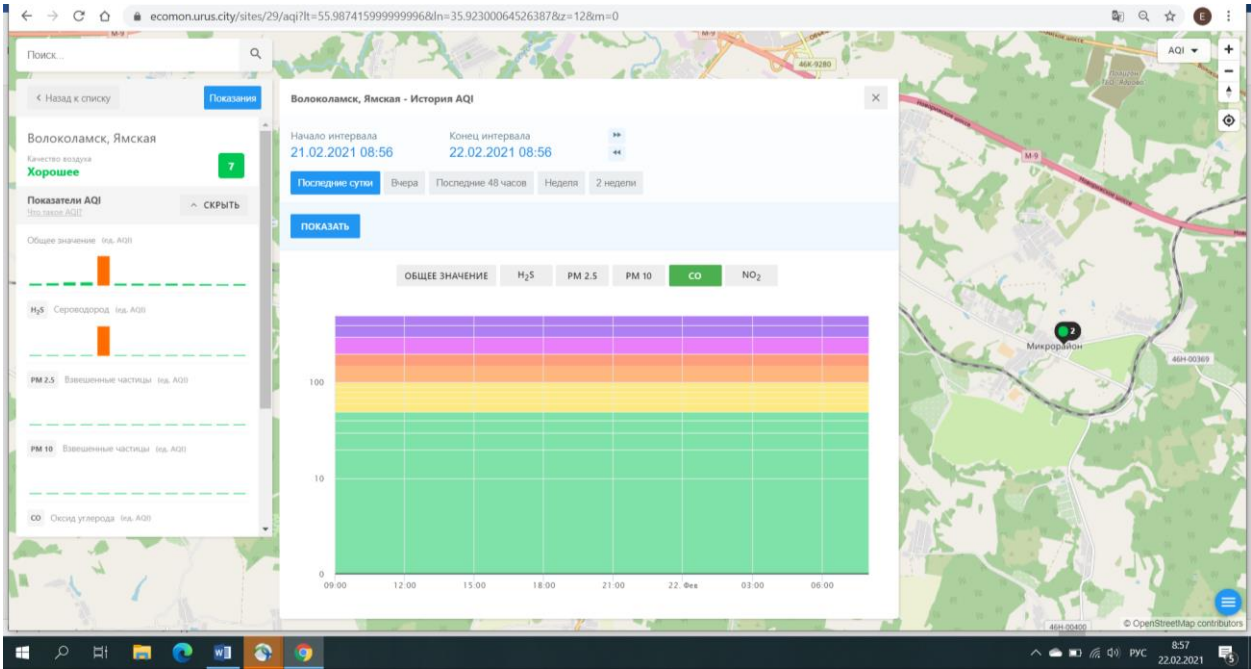 ecomon.urus.city/sites/29/aqi?lt=55.987415999999996&ln=35.92300064526387&z=12&m=0
E
Поиск...
AQI
М-9
М-9
46К-9280
М-9
Назад к списку
Показания
Волоколамск, Ямская
Качество воздуха
Хорошее
7
Показатели AQI
Что такое AQI?
СКРЫТЬ
Общее значение (ед. AQI)
H₂S Сероводород (ед. AQI)
PM 2.5 Взвешенные частицы (ед. AQI)
PM 10 Взвешенные частицы (ед. AQI)
CO Оксид углерода (ед. AQI)
Волоколамск, Ямская - История AQI
Начало интервала
Конец интервала
21.02.2021 08:56
22.02.2021 08:56
Последние сутки
Вчера
Последние 48 часов
Неделя
2 недели
ПОКАЗАТЬ
ОБЩЕЕ ЗНАЧЕНИЕ
H₂S
PM 2.5
PM 10
CO
NO₂
100
10
0
09:00
12:00
15:00
18:00
21:00
22. Фев
03:00
06:00
2
Микрорайон
46Н-00369
46Н-00400
© OpenStreetMap contributors
РУС
8:57
22.02.2021
5